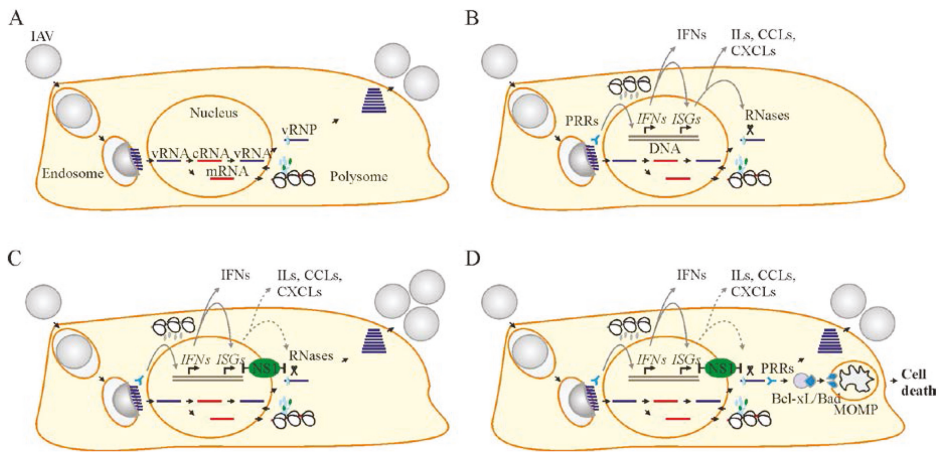 A
IAV
Nucleus
vRNP
vRNA cRNA vRNA
mRNA
Endosome
Polysome
B
IFNs
ILs, CCLs,
CXCLs
PRRs
IFNs ISGs
RNases
DNA
C
IFNs
ILs, CCLs,
CXCLs
IFNs ISGs
NS1
RNases
D
IFNs
ILs, CCLs,
CXCLs
IFNs ISGs
NS1
RNases
PRRs
Bcl-xL/Bad
MOMP
Cell
death